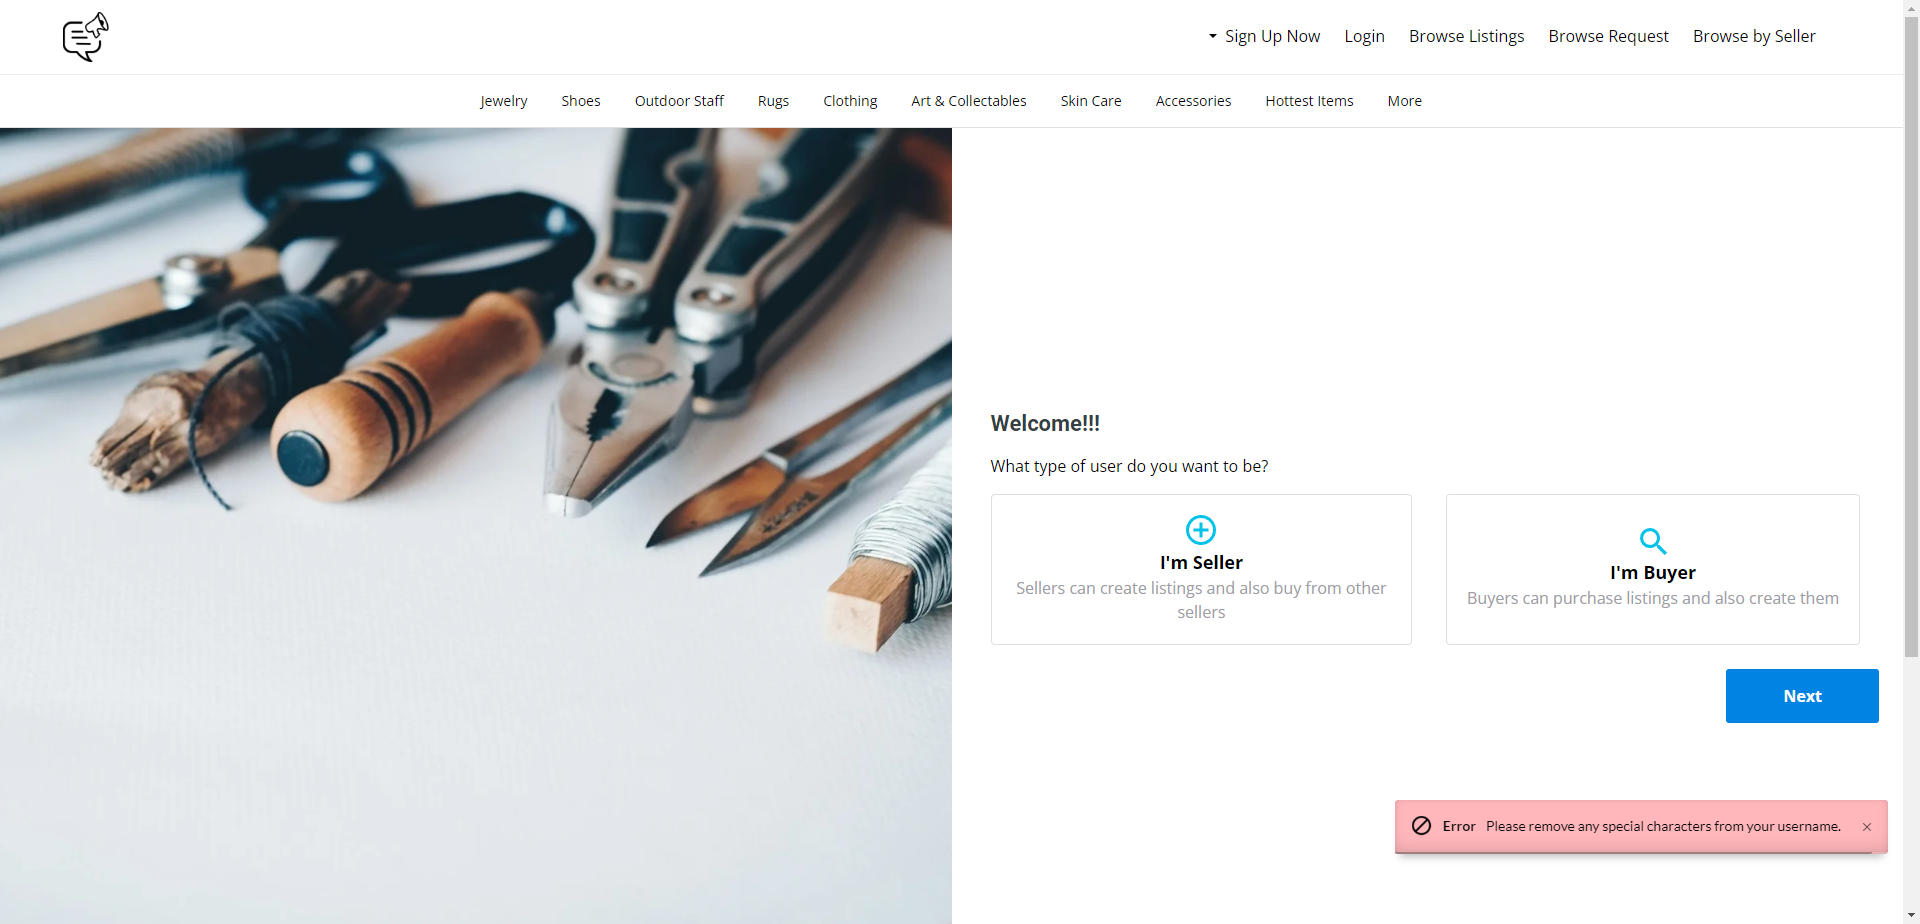 Sign Up Now Login Browse Listings Browse Request Browse by Seller
Jewelry Shoes Outdoor Staff Rugs Clothing Art & Collectables Skin Care Accessories Hottest Items More
Welcome!!!
What type of user do you want to be?
I'm Seller
Sellers can create listings and also buy from other
sellers
I'm Buyer
Buyers can purchase listings and also create them
Next
Error Please remove any special characters from your username.